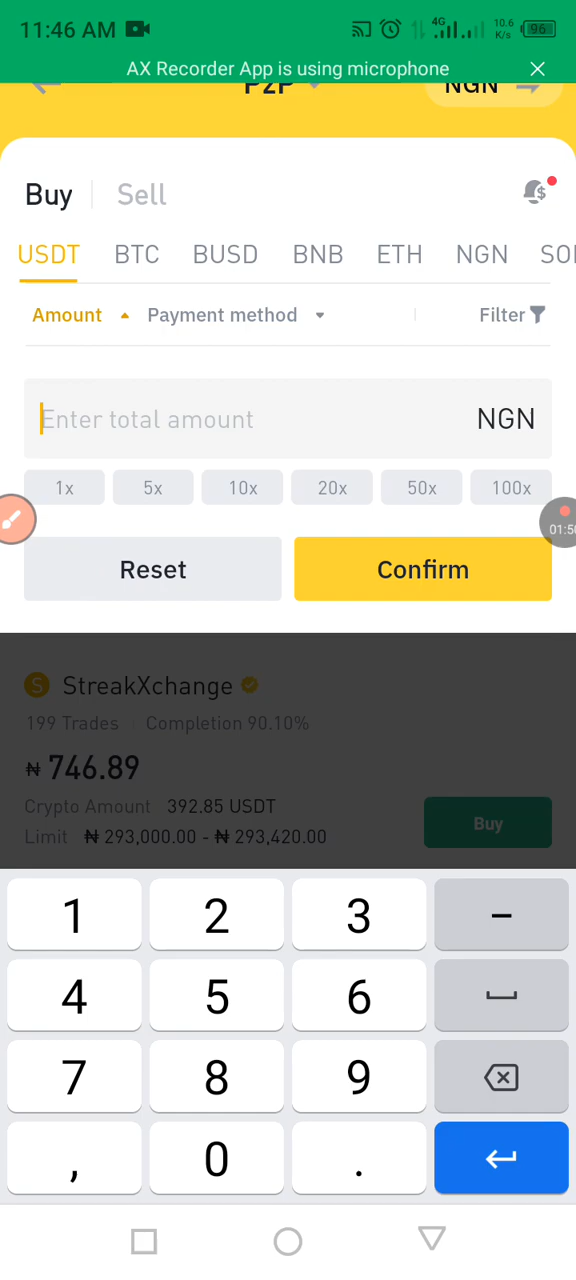 11:46 AM 4G 10.6 K/s 96
AX Recorder App is using microphone
P2P NGN
Buy Sell
USDT BTC BUSD BNB ETH NGN
Amount Payment method Filter
Enter total amount NGN
1x 5x 10x 20x 50x 100x
Reset Confirm
S StreakXchange
199 Trades Completion 90.10%
₦ 746.89
Crypto Amount 392.85 USDT
Limit ₦ 293,000.00 - ₦ 293,420.00 Buy
1 2 3 –
4 5 6
7 8 9
, 0 .